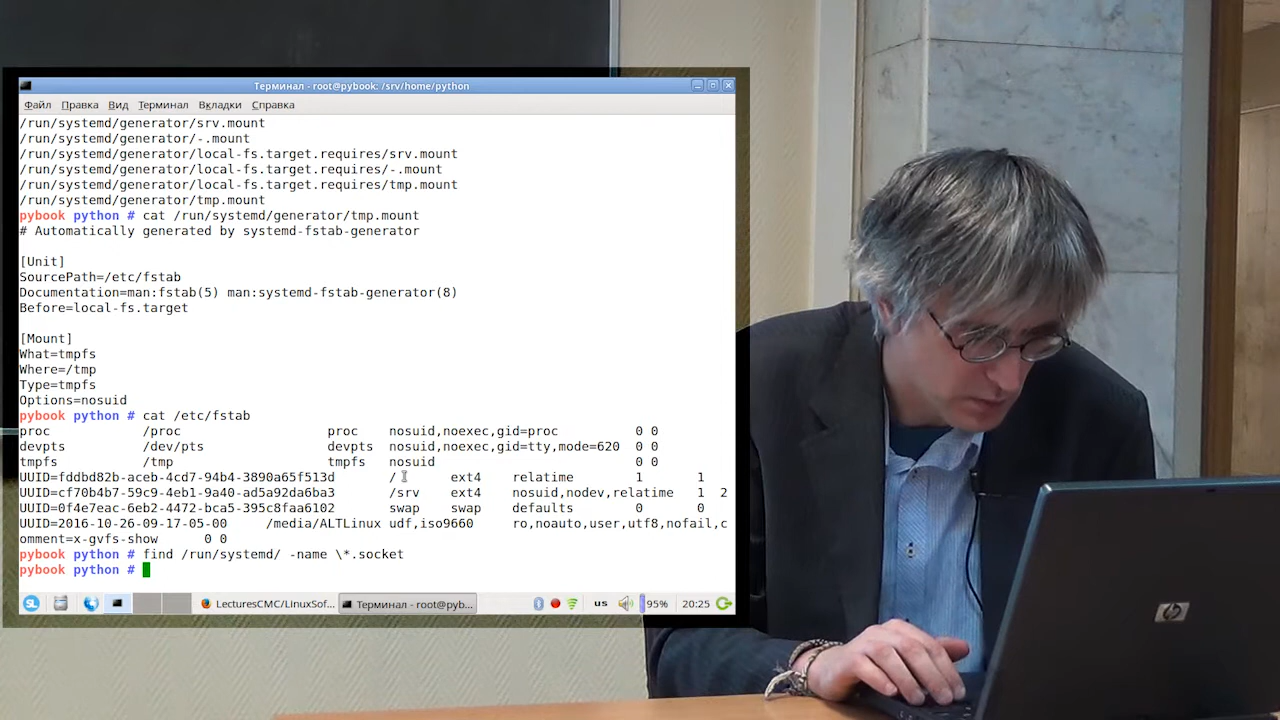 Терминал - root@pybook: /srv/home/python
Файл Правка Вид Терминал Вкладки Справка
/run/systemd/generator/srv.mount
/run/systemd/generator/-.mount
/run/systemd/generator/local-fs.target.requires/srv.mount
/run/systemd/generator/local-fs.target.requires/-.mount
/run/systemd/generator/local-fs.target.requires/tmp.mount
/run/systemd/generator/tmp.mount
pybook python # cat /run/systemd/generator/tmp.mount
# Automatically generated by systemd-fstab-generator
[Unit]
SourcePath=/etc/fstab
Documentation=man:fstab(5) man:systemd-fstab-generator(8)
Before=local-fs.target
[Mount]
What=tmpfs
Where=/tmp
Type=tmpfs
Options=nosuid
pybook python # cat /etc/fstab
proc /proc proc nosuid,noexec,gid=proc 0 0
devpts /dev/pts devpts nosuid,noexec,gid=tty,mode=620 0 0
tmpfs /tmp tmpfs nosuid 0 0
UUID=fddbd82b-aceb-4cd7-94b4-3890a65f513d / ext4 relatime 1 1
UUID=cf70b4b7-59c9-4eb1-9a40-ad5a92da6ba3 /srv ext4 nosuid,nodev,relatime 1 2
UUID=0f4e7eac-6eb2-4472-bca5-395c8faa6102 swap swap defaults 0 0
UUID=2016-10-26-09-17-05-00 /media/ALTLinux udf,iso9660 ro,noauto,user,utf8,nofail,c
omment=x-gvfs-show 0 0
pybook python # find /run/systemd/ -name \*.socket
pybook python #
SL LecturesCMC/LinuxSof... Терминал - root@pyb... us 95% 20:25
hp